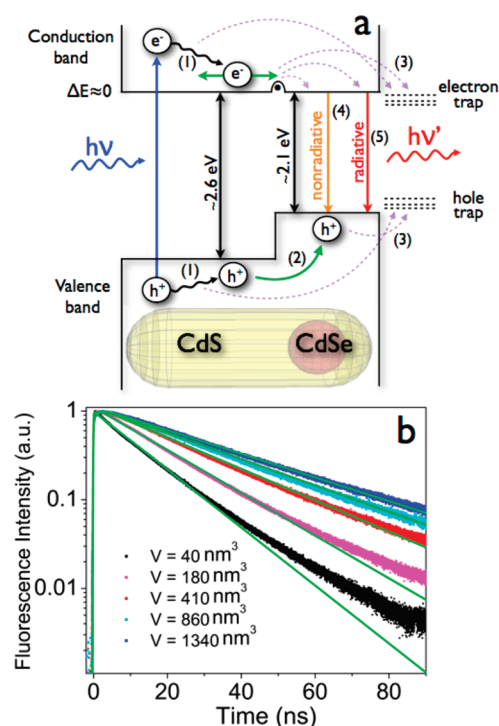 a
Conduction band
e⁻
(1)
e⁻
(3)
ΔE≈0
electron trap
hν
~2.6 eV
~2.1 eV
nonradiative
(4)
radiative
(5)
hν'
hole trap
h⁺
(3)
Valence band
h⁺
(1)
h⁺
(2)
CdS
CdSe
b
Fluorescence Intensity (a.u.)
1
0.1
0.01
V = 40 nm³
V = 180 nm³
V = 410 nm³
V = 860 nm³
V = 1340 nm³
0 20 40 60 80
Time (ns)